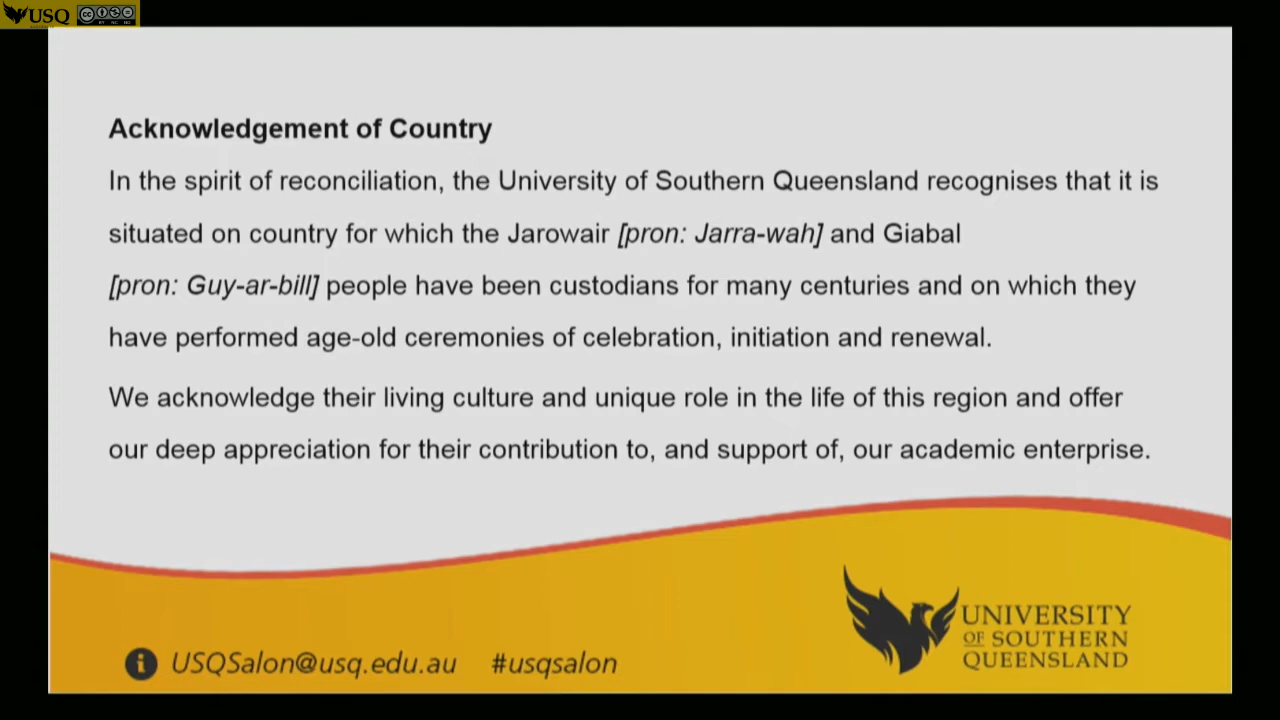 USQ
BY NC ND
Acknowledgement of Country
In the spirit of reconciliation, the University of Southern Queensland recognises that it is
situated on country for which the Jarowair [pron: Jarra-wah] and Giabal
[pron: Guy-ar-bill] people have been custodians for many centuries and on which they
have performed age-old ceremonies of celebration, initiation and renewal.
We acknowledge their living culture and unique role in the life of this region and offer
our deep appreciation for their contribution to, and support of, our academic enterprise.
i USQSalon@usq.edu.au #usqsalon
UNIVERSITY
OF SOUTHERN
QUEENSLAND